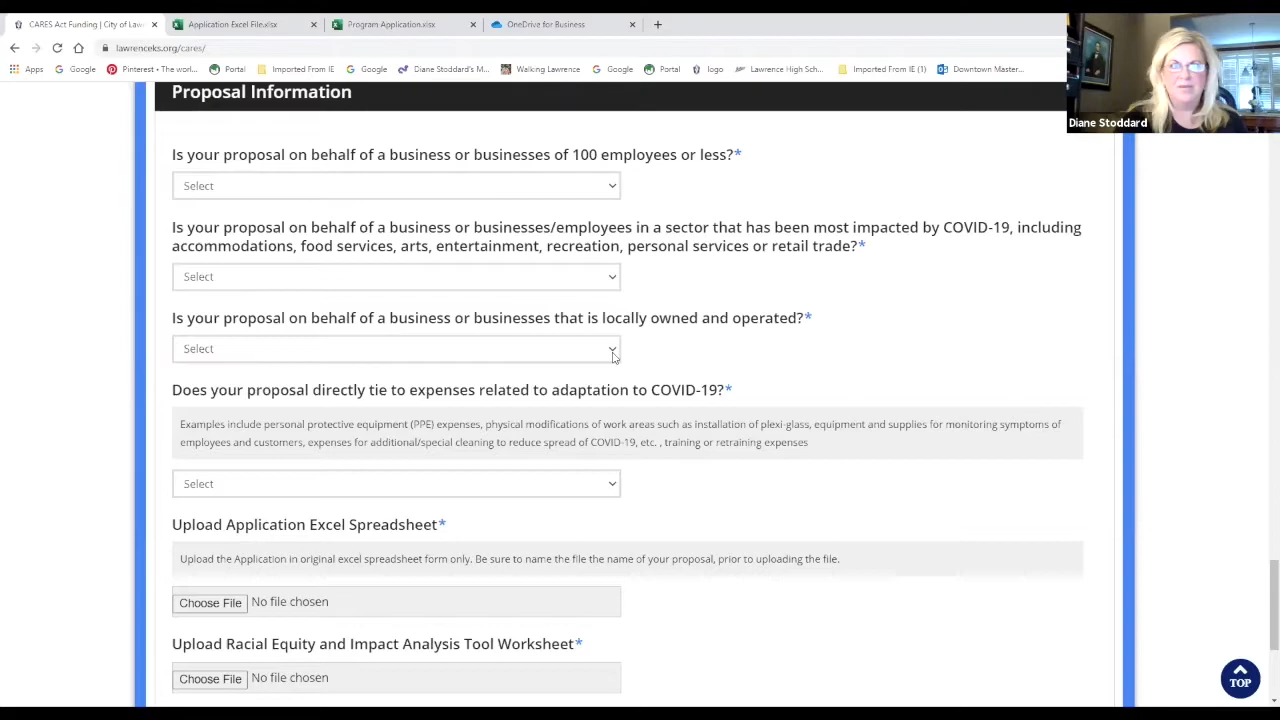 CARES Act Funding | City of Law
Application Excel File.xlsx
Program Application.xlsx
OneDrive for Business
lawrenceks.org/cares/
Apps
Google
Pinterest • The worl...
Portal
Imported From IE
Google
Diane Stoddard's M...
Walking Lawrence
Google
Portal
logo
Lawrence High Sch...
Imported From IE (1)
Downtown Master...
Diane Stoddard
Proposal Information
Is your proposal on behalf of a business or businesses of 100 employees or less?*
Select
Is your proposal on behalf of a business or businesses/employees in a sector that has been most impacted by COVID-19, including
accommodations, food services, arts, entertainment, recreation, personal services or retail trade?*
Select
Is your proposal on behalf of a business or businesses that is locally owned and operated?*
Select
Does your proposal directly tie to expenses related to adaptation to COVID-19?*
Examples include personal protective equipment (PPE) expenses, physical modifications of work areas such as installation of plexi-glass, equipment and supplies for monitoring symptoms of
employees and customers, expenses for additional/special cleaning to reduce spread of COVID-19, etc. , training or retraining expenses
Select
Upload Application Excel Spreadsheet*
Upload the Application in original excel spreadsheet form only. Be sure to name the file the name of your proposal, prior to uploading the file.
Choose File No file chosen
Upload Racial Equity and Impact Analysis Tool Worksheet*
Choose File No file chosen
TOP